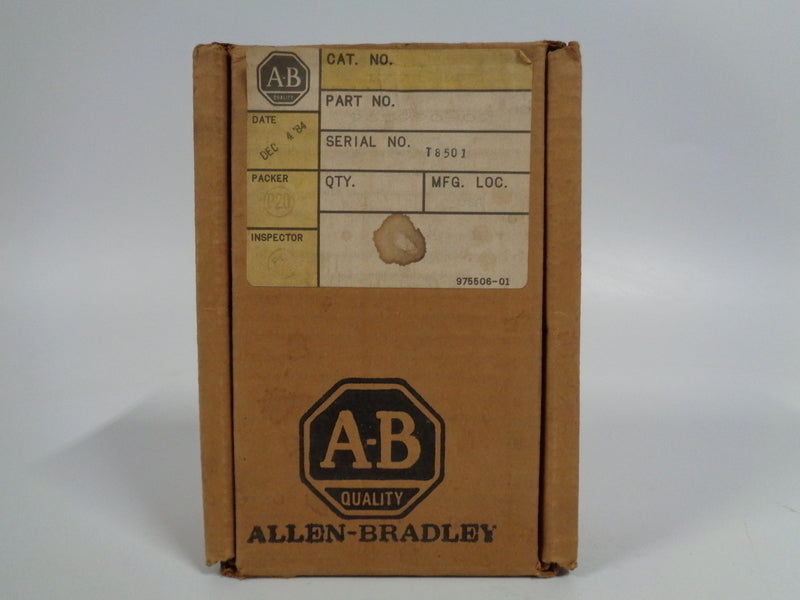 A-B
QUALITY
CAT. NO.
PART NO.
DATE
DEC 4 '84
SERIAL NO. T8501
PACKER
P20
QTY.
MFG. LOC.
INSPECTOR
975506-01
A-B
QUALITY
ALLEN-BRADLEY